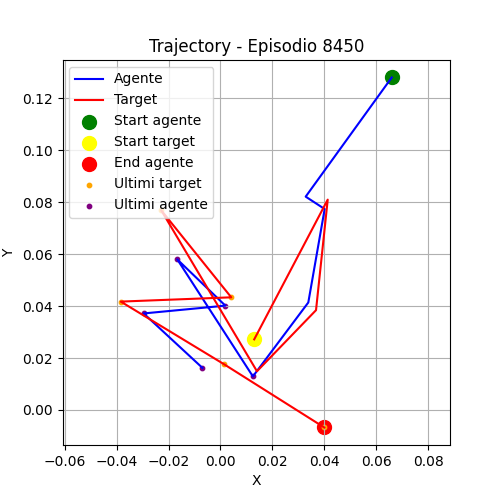 Trajectory - Episodio 8450
Agente
Target
Start agente
Start target
End agente
Ultimi target
Ultimi agente
Y
0.12
0.10
0.08
0.06
0.04
0.02
0.00
−0.06 −0.04 −0.02 0.00 0.02 0.04 0.06 0.08
X